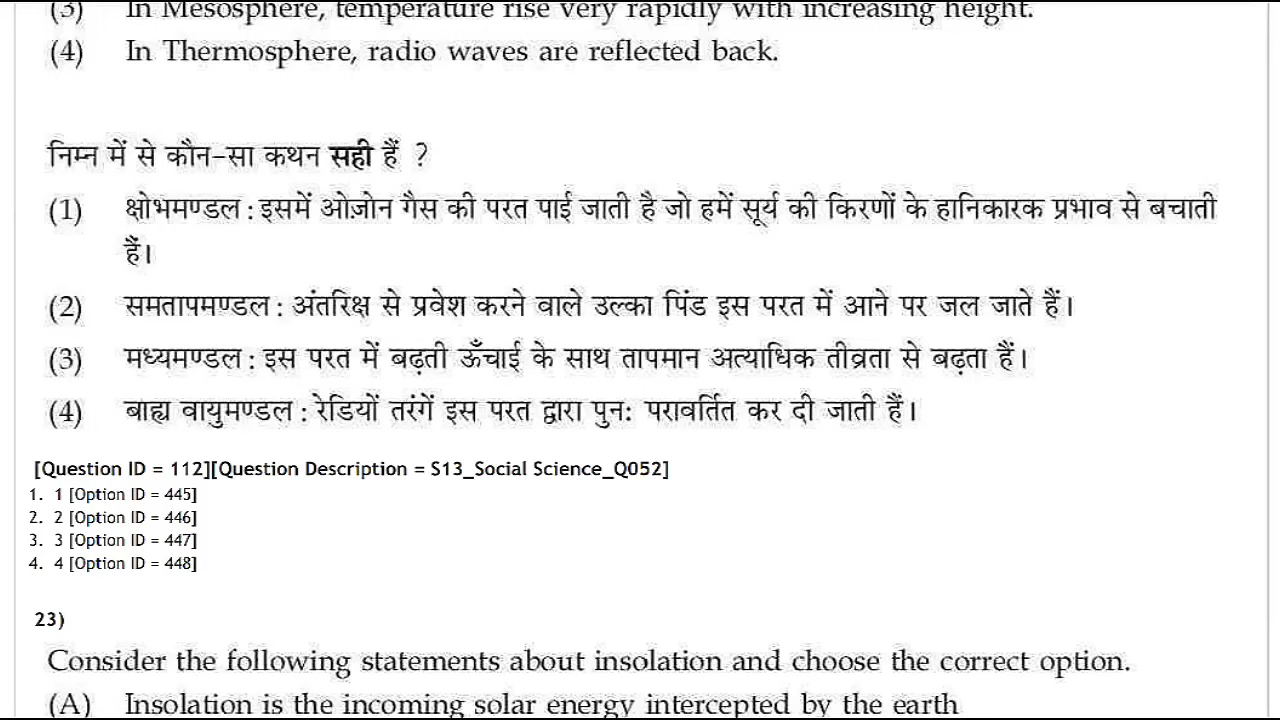 (3) In Mesosphere, temperature rise very rapidly with increasing height.
(4) In Thermosphere, radio waves are reflected back.
निम्न में से कौन-सा कथन सही हैं ?
(1) क्षोभमण्डल : इसमें ओज़ोन गैस की परत पाई जाती है जो हमें सूर्य की किरणों के हानिकारक प्रभाव से बचाती
हैं।
(2) समतापमण्डल : अंतरिक्ष से प्रवेश करने वाले उल्का पिंड इस परत में आने पर जल जाते हैं।
(3) मध्यमण्डल : इस परत में बढ़ती ऊँचाई के साथ तापमान अत्याधिक तीव्रता से बढ़ता हैं।
(4) बाह्य वायुमण्डल : रेडियों तरंगें इस परत द्वारा पुनः परावर्तित कर दी जाती हैं।
[Question ID = 112][Question Description = S13_Social Science_Q052]
1. 1 [Option ID = 445]
2. 2 [Option ID = 446]
3. 3 [Option ID = 447]
4. 4 [Option ID = 448]
23)
Consider the following statements about insolation and choose the correct option.
(A) Insolation is the incoming solar energy intercepted by the earth